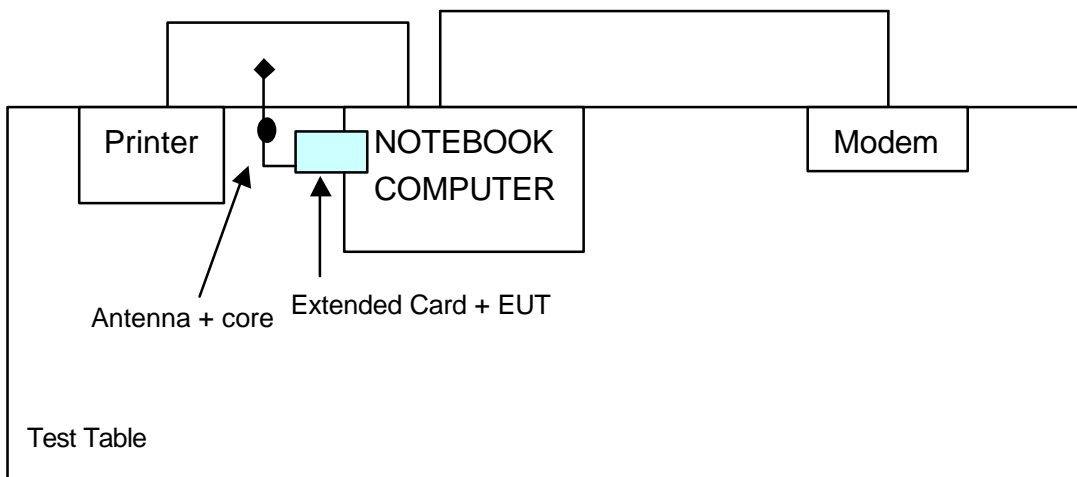 Printer
NOTEBOOK
COMPUTER
Modem
Antenna + core
Extended Card + EUT
Test Table